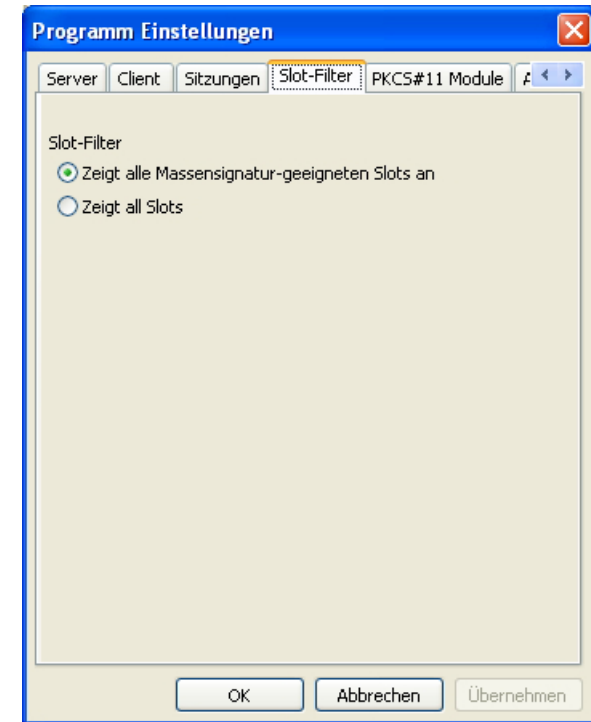 Programm Einstellungen
Server Client Sitzungen Slot-Filter PKCS#11 Module
Slot-Filter
Zeigt alle Massensignatur-geeigneten Slots an
Zeigt all Slots
OK Abbrechen Übernehmen